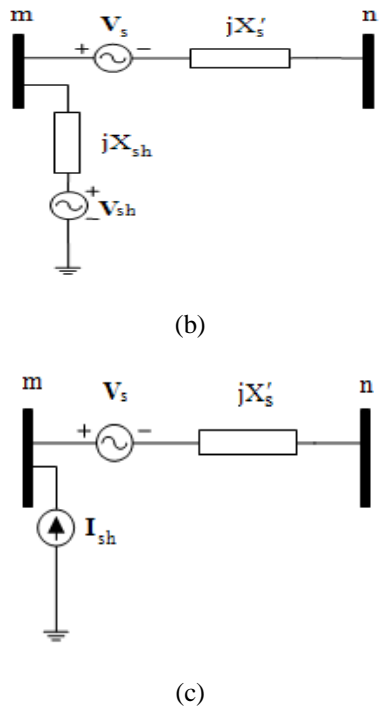 m V_s jX_s′ n
+ −
jX_sh
+
V_sh
−
(b)
m V_s jX_s′ n
+ −
I_sh
(c)